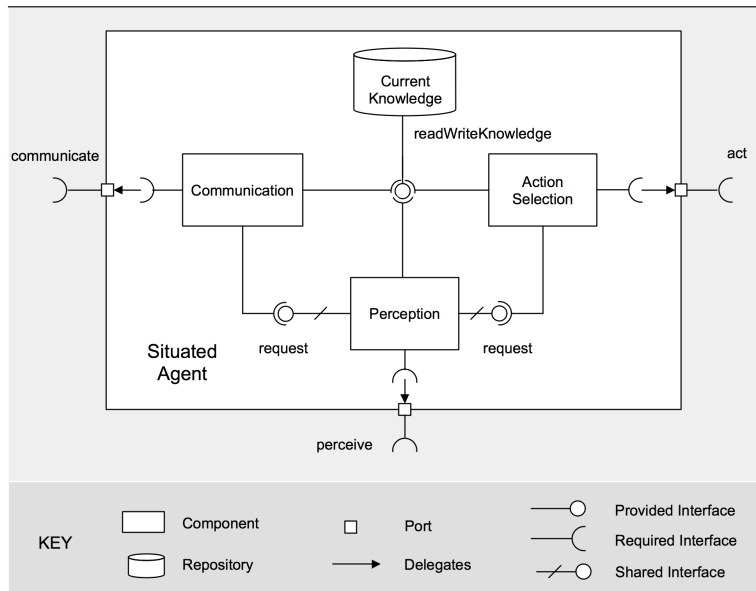 Current
Knowledge
readWriteKnowledge
communicate
act
Communication
Action
Selection
Perception
request
request
Situated
Agent
perceive
KEY
Component
Port
Provided Interface
Required Interface
Repository
Delegates
Shared Interface